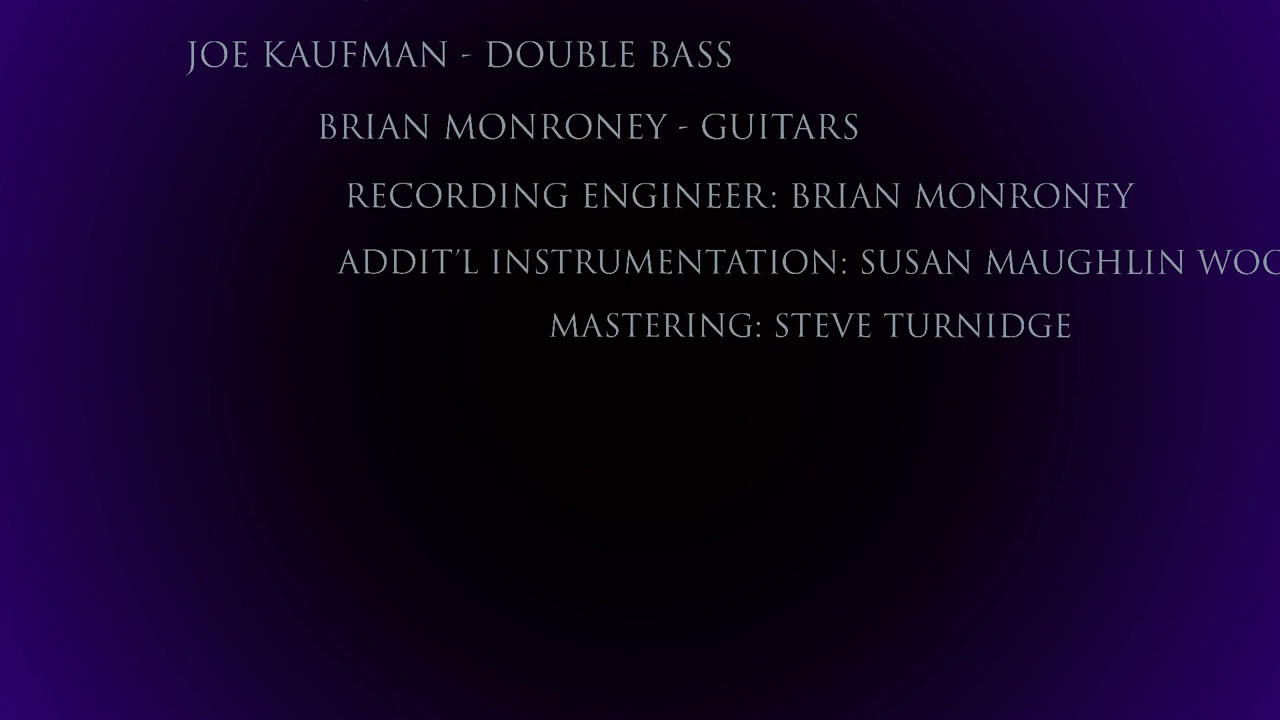 JOE KAUFMAN - DOUBLE BASS
BRIAN MONRONEY - GUITARS
RECORDING ENGINEER: BRIAN MONRONEY
ADDIT'L INSTRUMENTATION: SUSAN MAUGHLIN
MASTERING: STEVE TURNIDGE